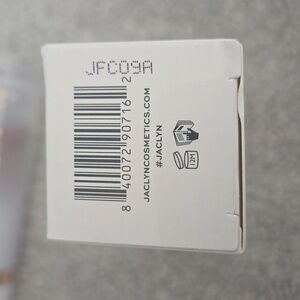 JFC09A
8 40072 90716 2
JACLYNCOSMETICS.COM
#JACLYN
12M